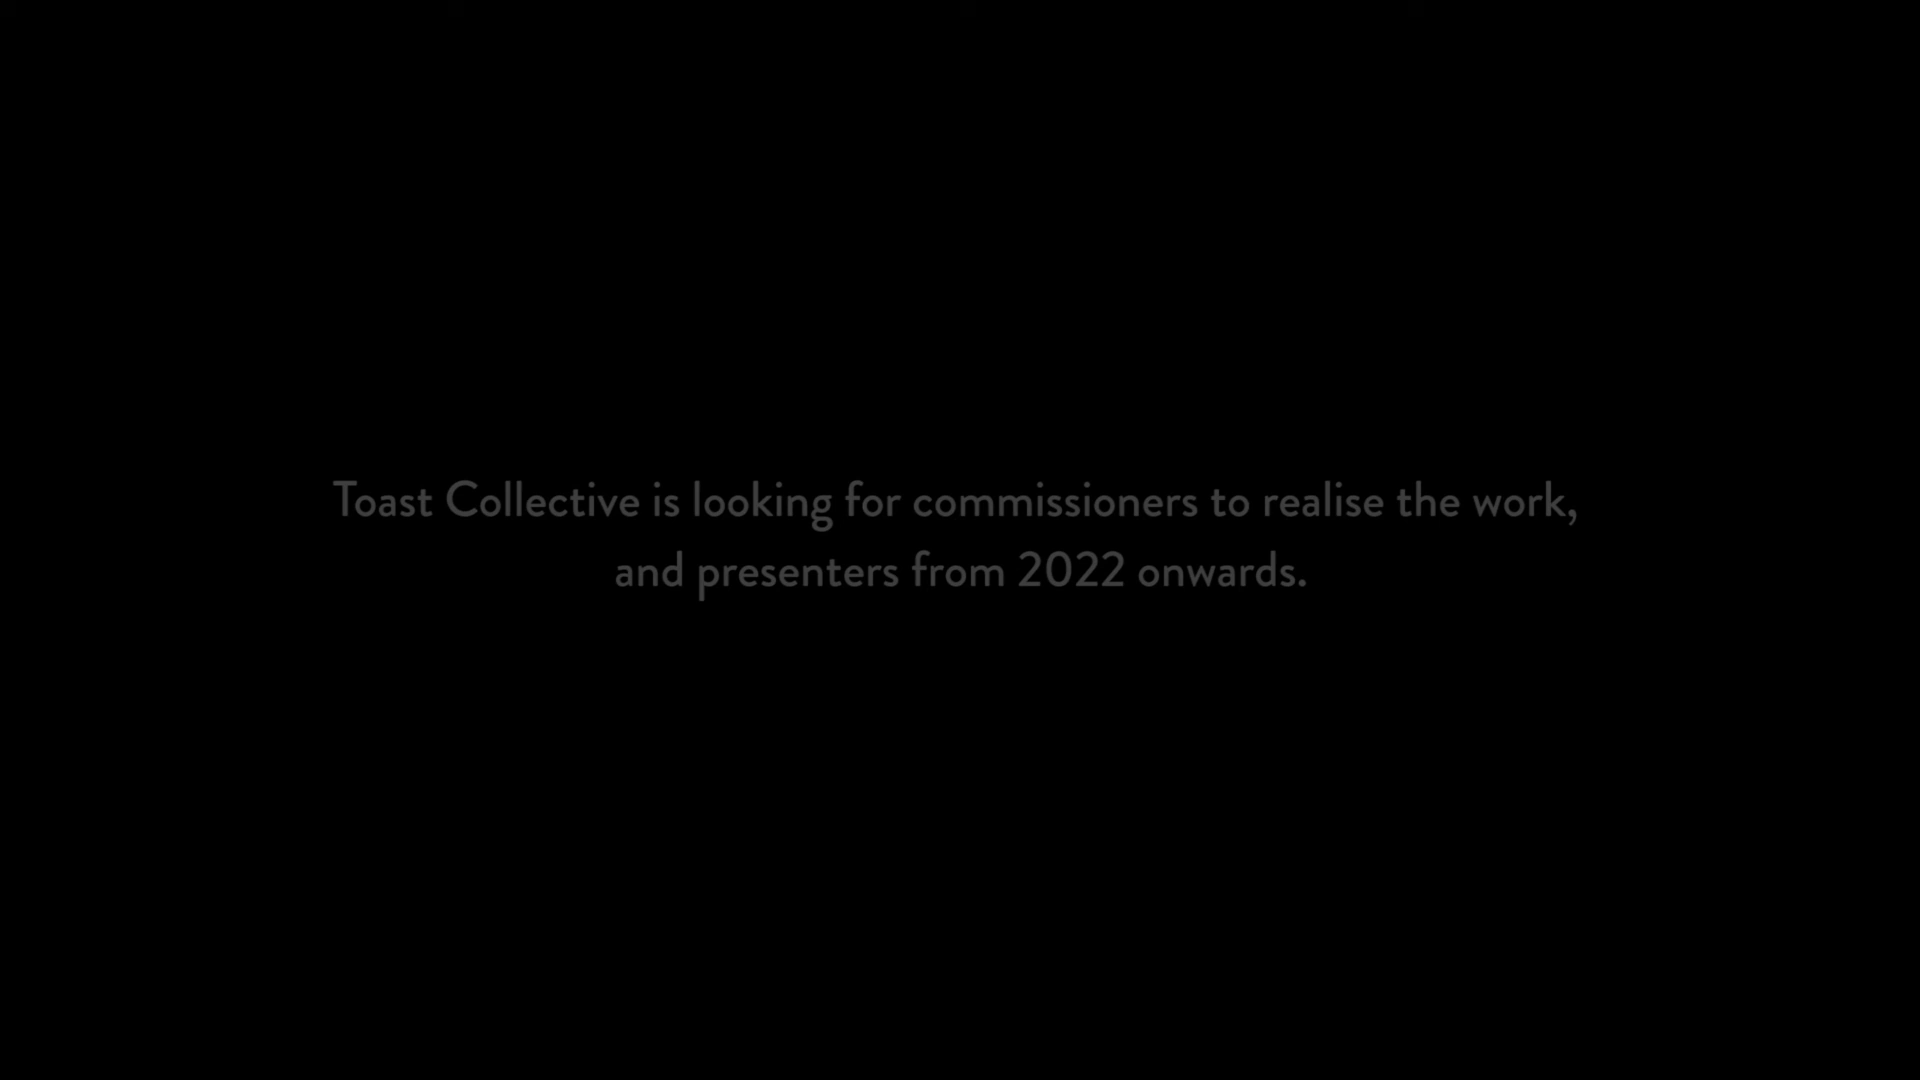 Toast Collective is looking for commissioners to realise the work,
and presenters from 2022 onwards.